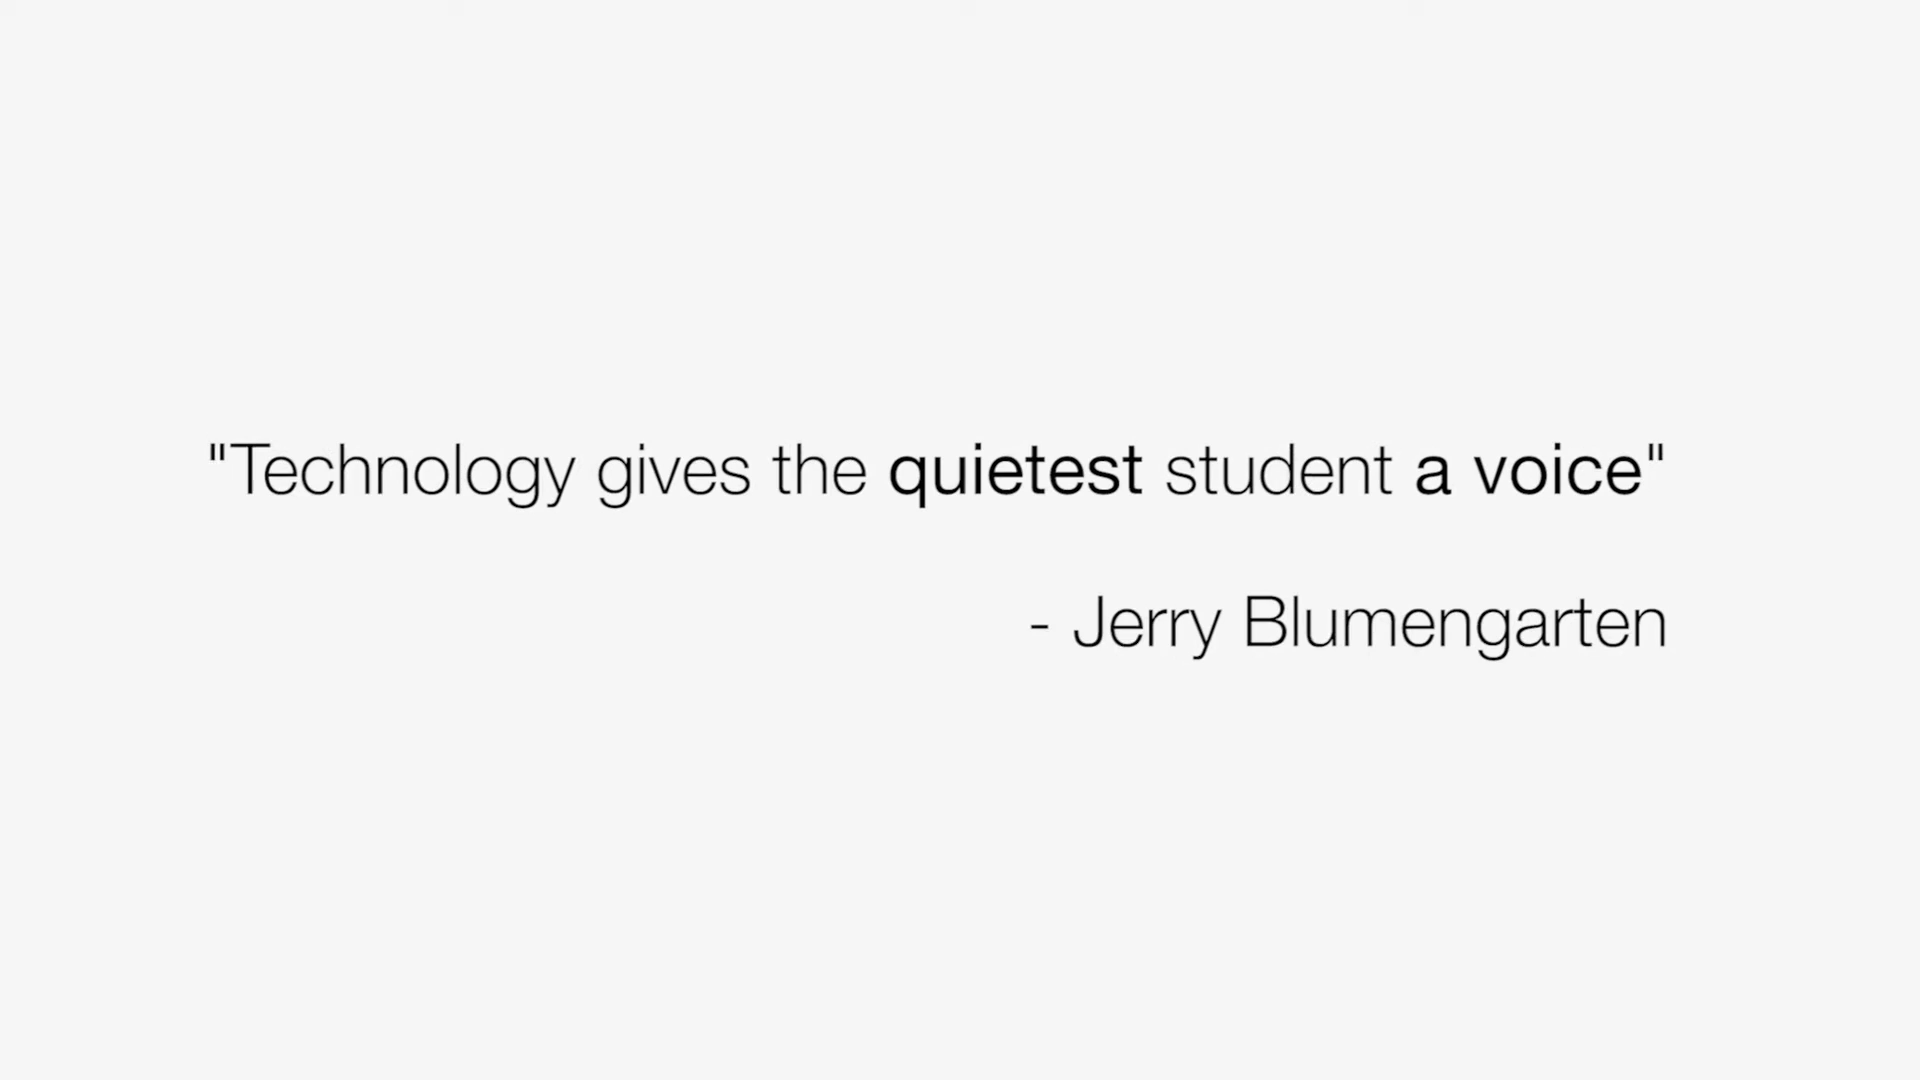 "Technology gives the quietest student a voice"
- Jerry Blumengarten